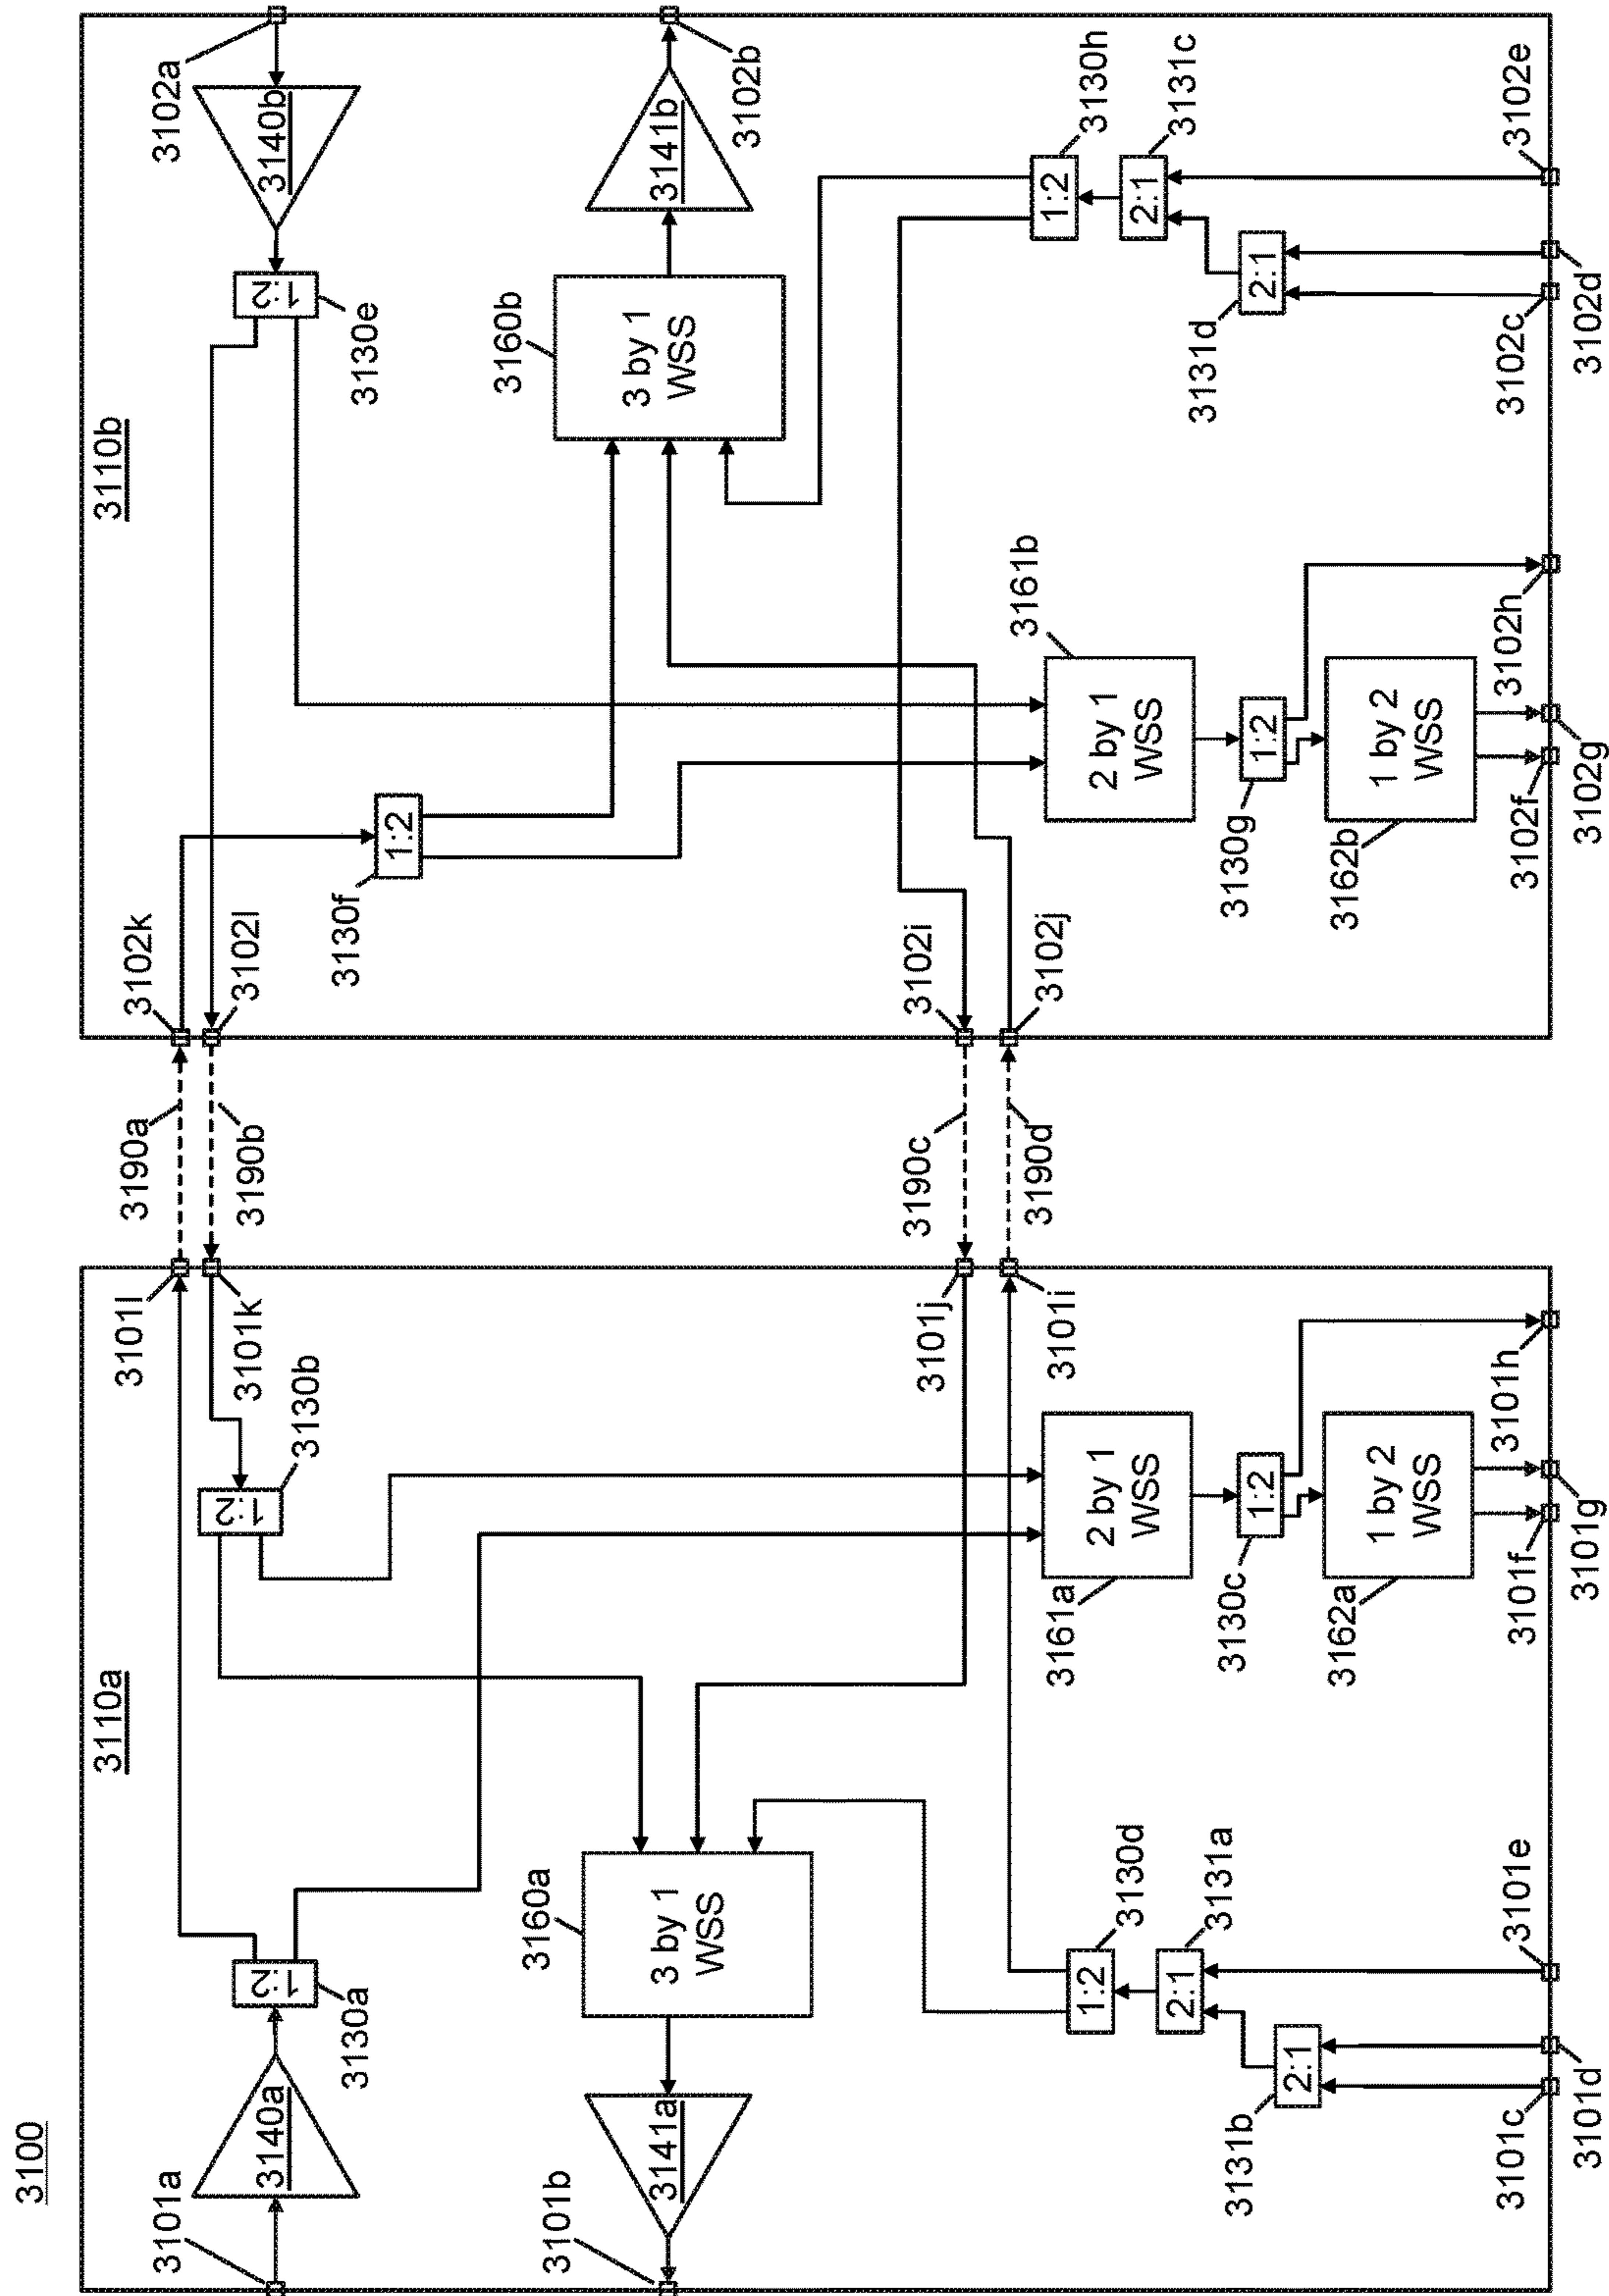 3100
3110a
3101a
3140a
3130a
1:2
3101l
3101k
3130b
1:2
3101b
3141a
3160a
3 by 1
WSS
3101j
3101i
3130d
1:2
3131a
2:1
3131b
2:1
3101c
3101d
3101e
3161a
2 by 1
WSS
3130c
1:2
3162a
1 by 2
WSS
3101f
3101g
3101h
3190a
3190b
3190c
3190d
3110b
3102k
3102l
3130f
1:2
3130e
1:2
3140b
3102a
3160b
3 by 1
WSS
3141b
3102b
3102i
3102j
3161b
2 by 1
WSS
3130g
1:2
3162b
1 by 2
WSS
3102f
3102g
3102h
3130h
1:2
3131c
2:1
3131d
2:1
3102c
3102d
3102e